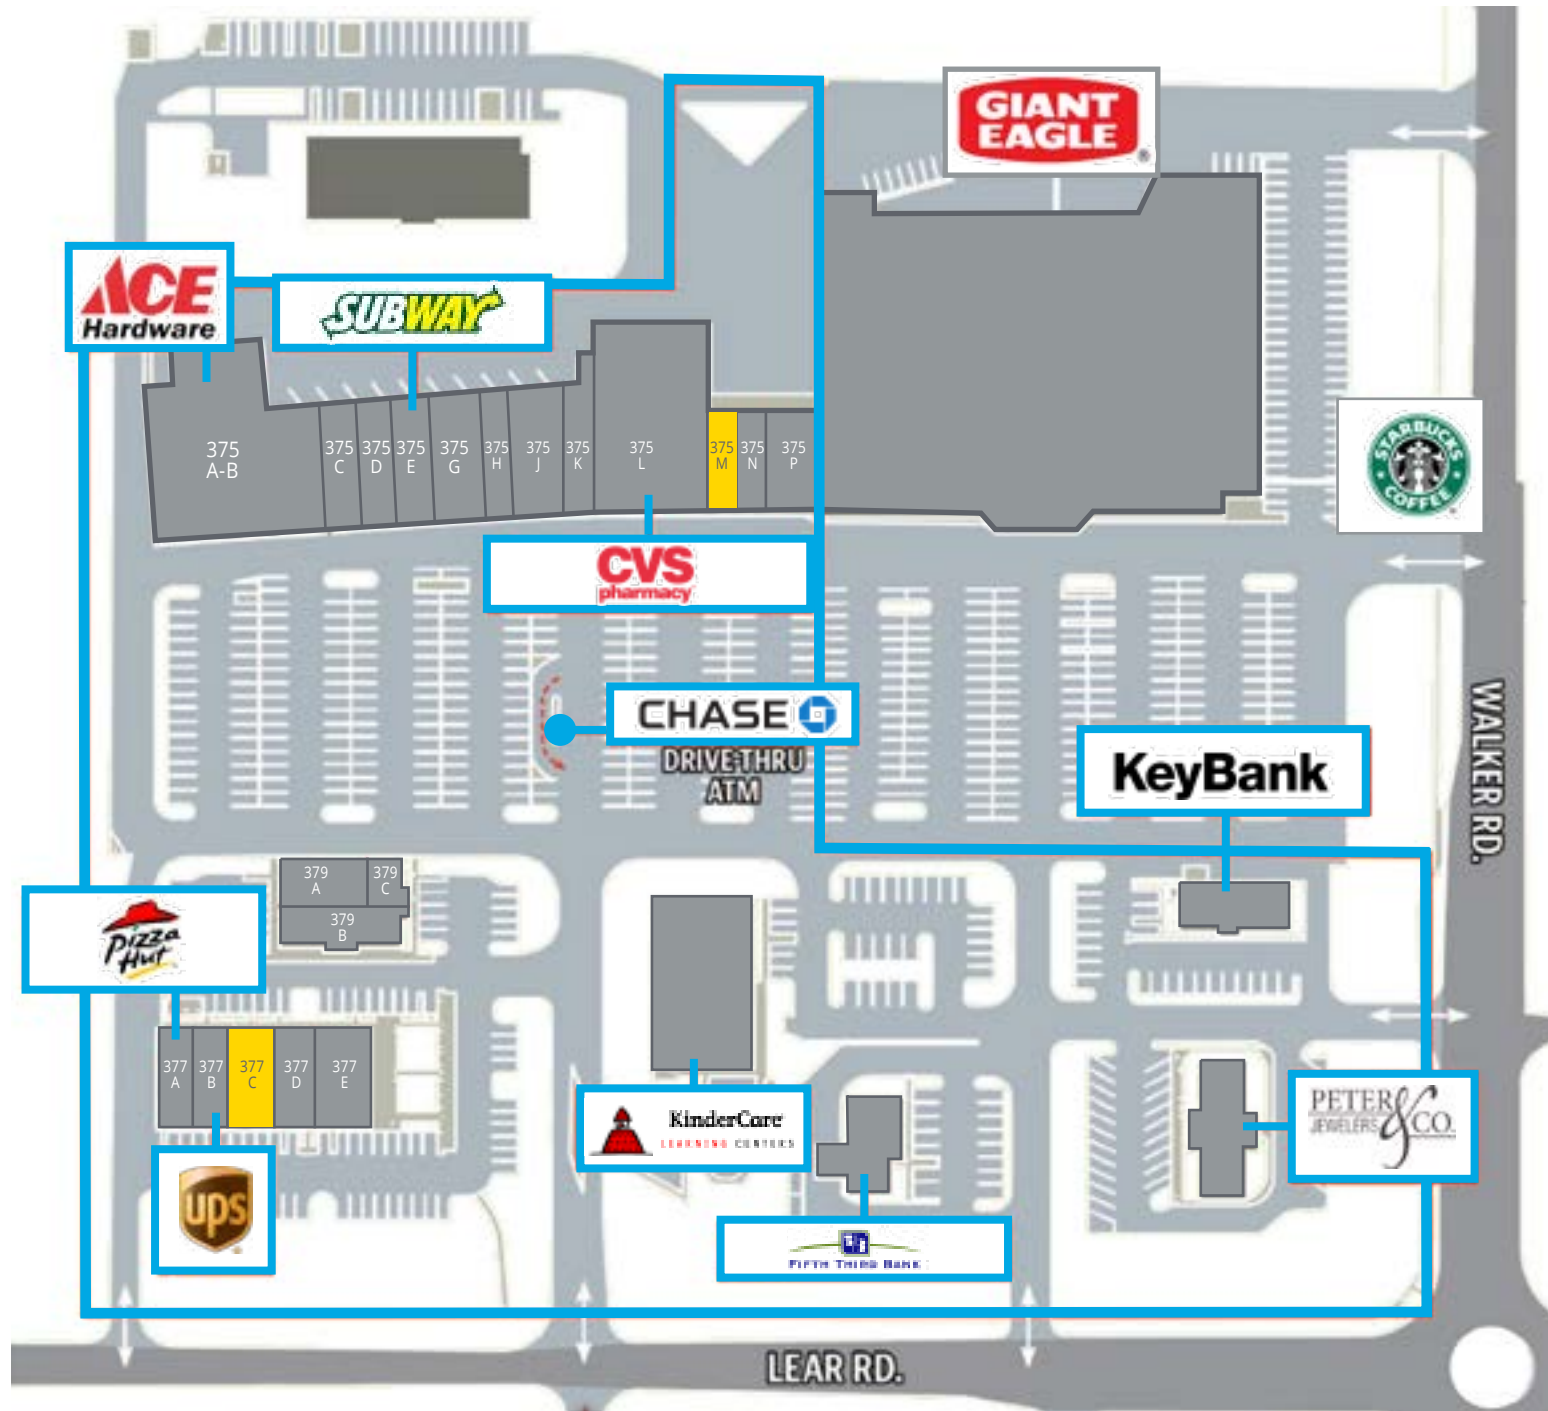 GIANT
EAGLE
®
ACE
Hardware
SUBWAY
STARBUCKS
COFFEE
375
A-B
375
C
375
D
375
E
375
G
375
H
375
J
375
K
375
L
375
M
375
N
375
P
CVS
pharmacy
CHASE
DRIVE-THRU
ATM
KeyBank
WALKER RD.
379
A
379
C
379
B
Pizza
Hut
377
A
377
B
377
C
377
D
377
E
KinderCare
LEARNING CENTERS
PETER & CO.
JEWELERS
ups
FIFTH THIRD BANK
LEAR RD.